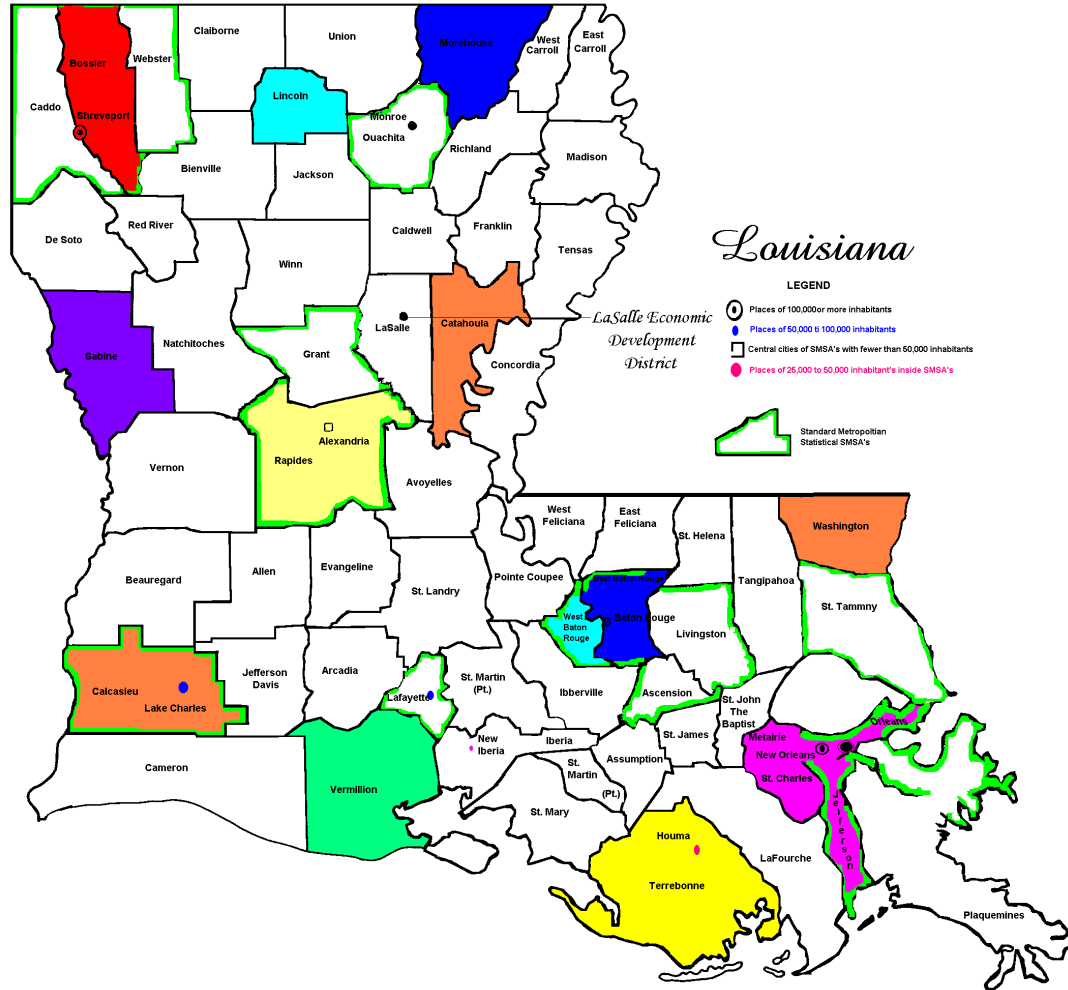 Claiborne
Union
Morehouse
West
Carroll
East
Carroll
Bossier
Webster
Lincoln
Caddo
Shreveport
Monroe
Ouachita
Richland
Madison
Bienville
Jackson
De Soto
Red River
Caldwell
Franklin
Tensas
Winn
Louisiana
LEGEND
Places of 100,000or more inhabitants
Places of 50,000 ti 100,000 inhabitants
Central cities of SMSA's with fewer than 50,000 inhabitants
Places of 25,000 to 50,000 inhabitant's inside SMSA's
Standard Metropoltian
Statistical SMSA's
LaSalle
Catahoula
LaSalle Economic
Development
District
Sabine
Natchitoches
Grant
Concordia
Alexandria
Rapides
Vernon
Avoyelles
West
Feliciana
East
Feliciana
St. Helena
Washington
Beauregard
Allen
Evangeline
St. Landry
Pointe Coupee
East Baton Rouge
Tangipahoa
St. Tammny
West
Baton
Rouge
Baton Rouge
Livingston
Calcasieu
Lake Charles
Jefferson
Davis
Arcadia
Lafayette
St. Martin
(Pt.)
Ibberville
Ascension
St. John
The
Baptist
Orleans
Metairie
New Orleans
St. Charles
Jefferson
Cameron
Vermillion
New
Iberia
Iberia
St.
Martin
(Pt.)
Assumption
St. James
St. Mary
Houma
Terrebonne
LaFourche
Plaquemines